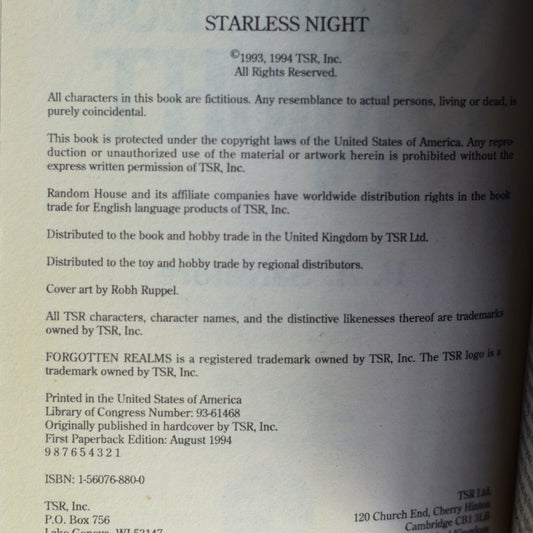 STARLESS NIGHT
©1993, 1994 TSR, Inc.
All Rights Reserved.
All characters in this book are fictitious. Any resemblance to actual persons, living or dead, is
purely coincidental.
This book is protected under the copyright laws of the United States of America. Any repro-
duction or unauthorized use of the material or artwork herein is prohibited without the
express written permission of TSR, Inc.
Random House and its affiliate companies have worldwide distribution rights in the book
trade for English language products of TSR, Inc.
Distributed to the book and hobby trade in the United Kingdom by TSR Ltd.
Distributed to the toy and hobby trade by regional distributors.
Cover art by Robh Ruppel.
All TSR characters, character names, and the distinctive likenesses thereof are trademarks
owned by TSR, Inc.
FORGOTTEN REALMS is a registered trademark owned by TSR, Inc. The TSR logo is a
trademark owned by TSR, Inc.
Printed in the United States of America
Library of Congress Number: 93-61468
Originally published in hardcover by TSR, Inc.
First Paperback Edition: August 1994
9 8 7 6 5 4 3 2 1
ISBN: 1-56076-880-0
TSR, Inc.
P.O. Box 756
Lake Geneva, WI 53147
TSR Ltd.
120 Church End, Cherry Hinton
Cambridge CB1 3LB
United Kingdom